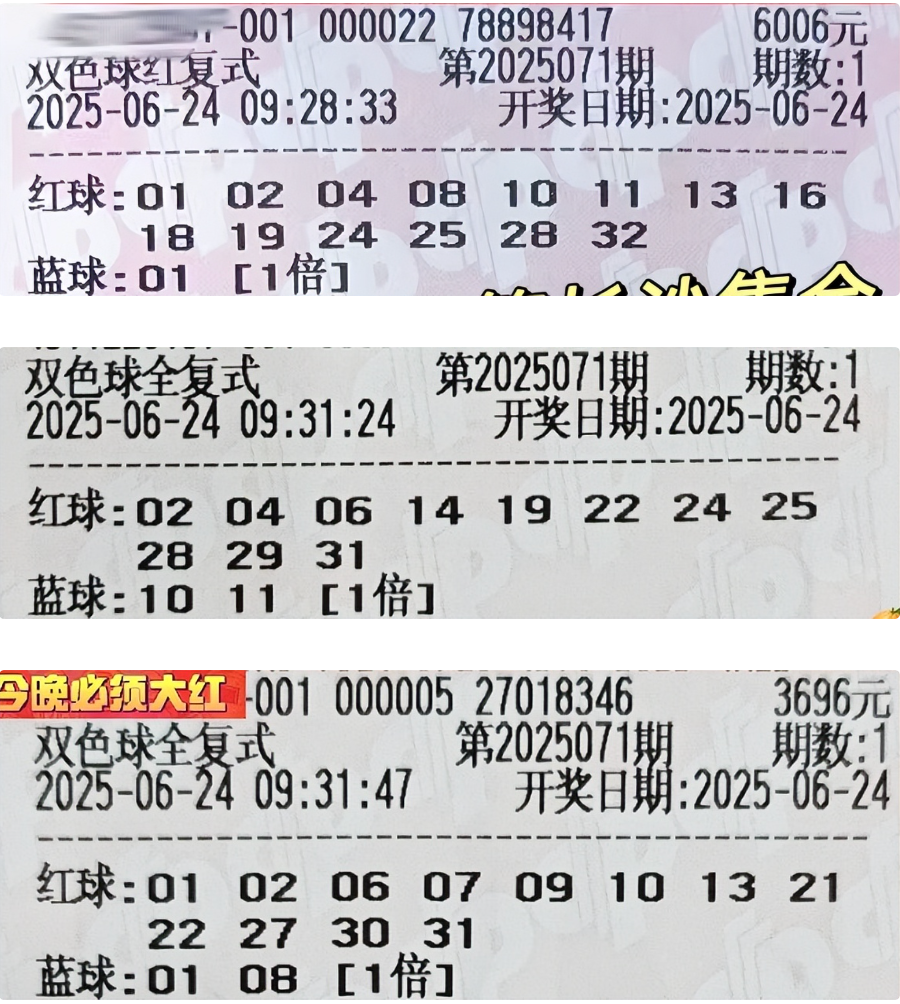 -001 000022 78898417 6006元
双色球红复式 第2025071期 期数:1
2025-06-24 09:28:33 开奖日期:2025-06-24
红球:01 02 04 08 10 11 13 16
18 19 24 25 28 32
蓝球:01 [1倍]
双色球全复式 第2025071期 期数:1
2025-06-24 09:31:24 开奖日期:2025-06-24
红球:02 04 06 14 19 22 24 25
28 29 31
蓝球:10 11 [1倍]
今晚必须大红 -001 000005 27018346 3696元
双色球全复式 第2025071期 期数:1
2025-06-24 09:31:47 开奖日期:2025-06-24
红球:01 02 06 07 09 10 13 21
22 27 30 31
蓝球:01 08 [1倍]